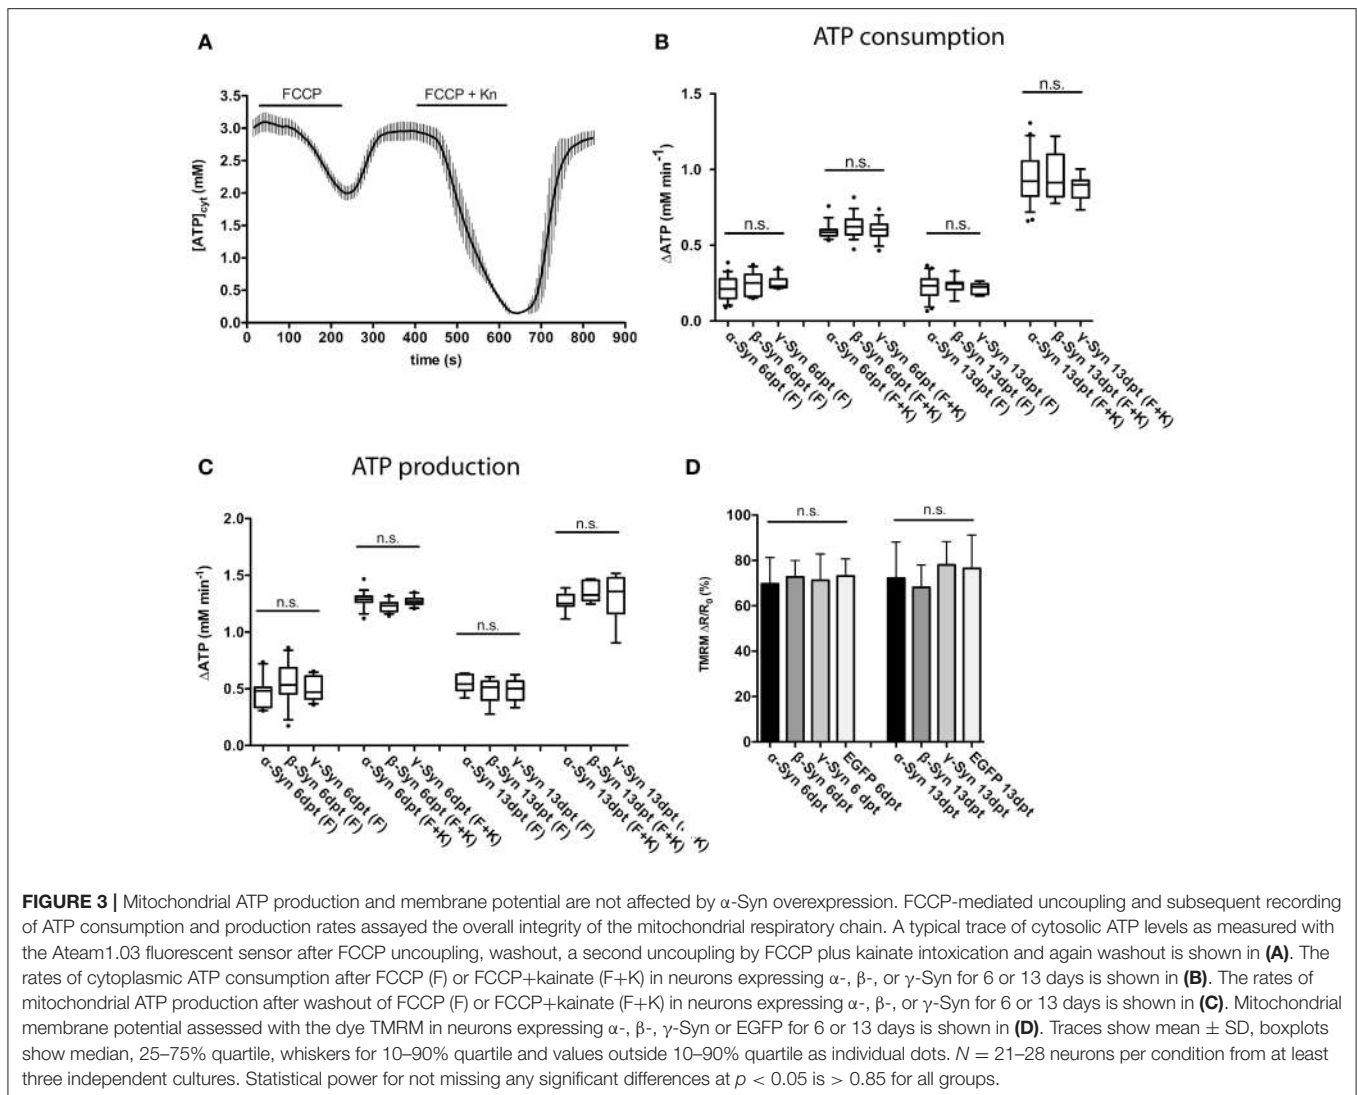 A
FCCP
FCCP + Kn
3.5
3.0
2.5
2.0
1.5
1.0
0.5
0.0
[ATP]cyt (mM)
0 100 200 300 400 500 600 700 800 900
time (s)
B
ATP consumption
1.5
1.0
0.5
0.0
ΔATP (mM min-1)
n.s.
n.s.
n.s.
n.s.
α-Syn 6dpt (F)
β-Syn 6dpt (F)
γ-Syn 6dpt (F)
α-Syn 6dpt (F+K)
β-Syn 6dpt (F+K)
γ-Syn 6dpt (F+K)
α-Syn 13dpt (F)
β-Syn 13dpt (F)
γ-Syn 13dpt (F)
α-Syn 13dpt (F+K)
β-Syn 13dpt (F+K)
γ-Syn 13dpt (F+K)
C
ATP production
2.0
1.5
1.0
0.5
0.0
ΔATP (mM min-1)
n.s.
n.s.
n.s.
n.s.
α-Syn 6dpt (F)
β-Syn 6dpt (F)
γ-Syn 6dpt (F)
α-Syn 6dpt (F+K)
β-Syn 6dpt (F+K)
γ-Syn 6dpt (F+K)
α-Syn 13dpt (F)
β-Syn 13dpt (F)
γ-Syn 13dpt (F)
α-Syn 13dpt (F+K)
β-Syn 13dpt (F+K)
γ-Syn 13dpt K)
D
100
80
60
40
20
0
TMRM ΔR/R0 (%)
n.s.
n.s.
α-Syn 6dpt
β-Syn 6dpt
γ-Syn 6 dpt
EGFP 6dpt
α-Syn 13dpt
β-Syn 13dpt
γ-Syn 13dpt
EGFP 13dpt
FIGURE 3 | Mitochondrial ATP production and membrane potential are not affected by α-Syn overexpression. FCCP-mediated uncoupling and subsequent recording
of ATP consumption and production rates assayed the overall integrity of the mitochondrial respiratory chain. A typical trace of cytosolic ATP levels as measured with
the Ateam1.03 fluorescent sensor after FCCP uncoupling, washout, a second uncoupling by FCCP plus kainate intoxication and again washout is shown in (A). The
rates of cytoplasmic ATP consumption after FCCP (F) or FCCP+kainate (F+K) in neurons expressing α-, β-, or γ-Syn for 6 or 13 days is shown in (B). The rates of
mitochondrial ATP production after washout of FCCP (F) or FCCP+kainate (F+K) in neurons expressing α-, β-, or γ-Syn for 6 or 13 days is shown in (C). Mitochondrial
membrane potential assessed with the dye TMRM in neurons expressing α-, β-, γ-Syn or EGFP for 6 or 13 days is shown in (D). Traces show mean ± SD, boxplots
show median, 25–75% quartile, whiskers for 10–90% quartile and values outside 10–90% quartile as individual dots. N = 21–28 neurons per condition from at least
three independent cultures. Statistical power for not missing any significant differences at p < 0.05 is > 0.85 for all groups.